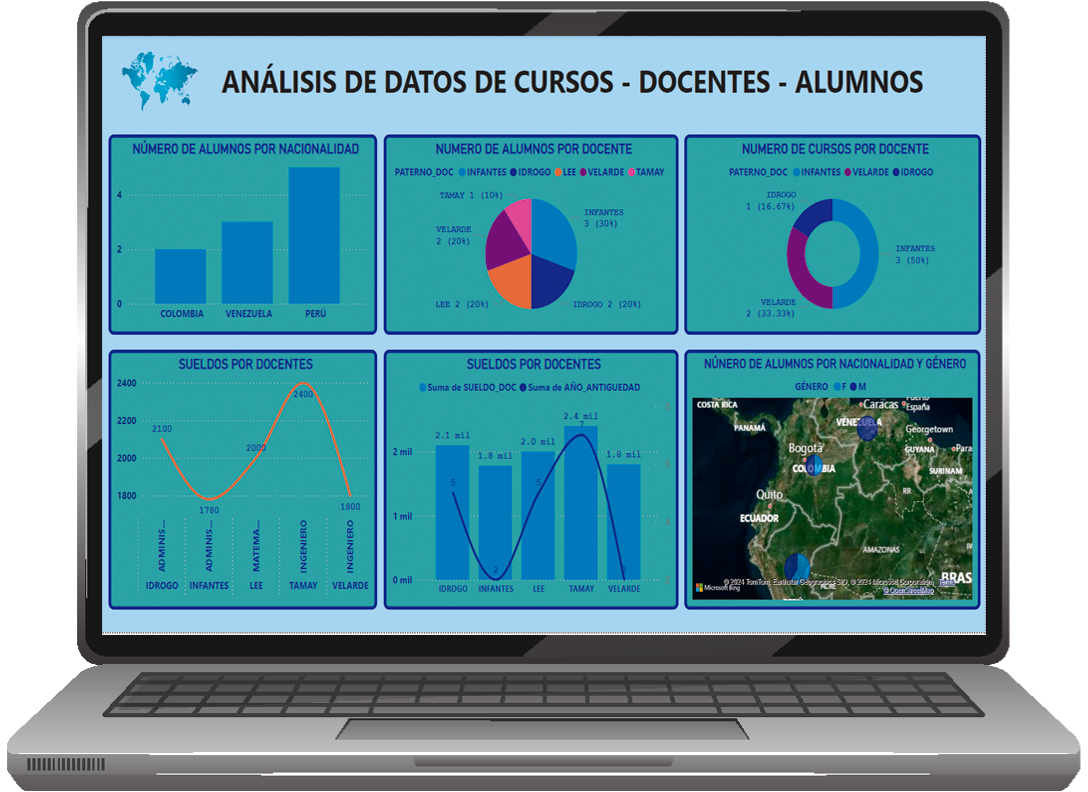 ANÁLISIS DE DATOS DE CURSOS - DOCENTES - ALUMNOS
NÚMERO DE ALUMNOS POR NACIONALIDAD
4
2
0
COLOMBIA VENEZUELA PERÚ
NUMERO DE ALUMNOS POR DOCENTE
PATERNO_DOC INFANTES IDROGO LEE VELARDE TAMAY
TAMAY 1 (10%)
INFANTES
3 (30%)
VELARDE
2 (20%)
LEE 2 (20%)
IDROGO 2 (20%)
NUMERO DE CURSOS POR DOCENTE
PATERNO_DOC INFANTES VELARDE IDROGO
IDROGO
1 (16.67%)
INFANTES
3 (50%)
VELARDE
2 (33.33%)
SUELDOS POR DOCENTES
2400
2200
2000
1800
2100
1780
2000
2400
1800
ADMINIS... ADMINIS... MATEMA... INGENIERO INGENIERO
IDROGO INFANTES LEE TAMAY VELARDE
SUELDOS POR DOCENTES
Suma de SUELDO_DOC Suma de AÑO_ANTIGUEDAD
2 mil
1 mil
0 mil
2.1 mil
1.8 mil
2.0 mil
2.4 mil
1.8 mil
5
2
5
7
2
IDROGO INFANTES LEE TAMAY VELARDE
NÚNERO DE ALUMNOS POR NACIONALIDAD Y GÉNERO
GÉNERO F M
COSTA RICA
PANAMÁ
Caracas
Puerto
España
VENEZUELA
Georgetown
Bogotá
GUYANA
Para
COLOMBIA
SURINAM
RR
A
Quito
ECUADOR
AMAZONAS
PA
BRAS
Microsoft Bing
© 2024 TomTom, Earthstar Geographics SIO, © 2024 Microsoft Corporation, Terms
© OpenStreetMap